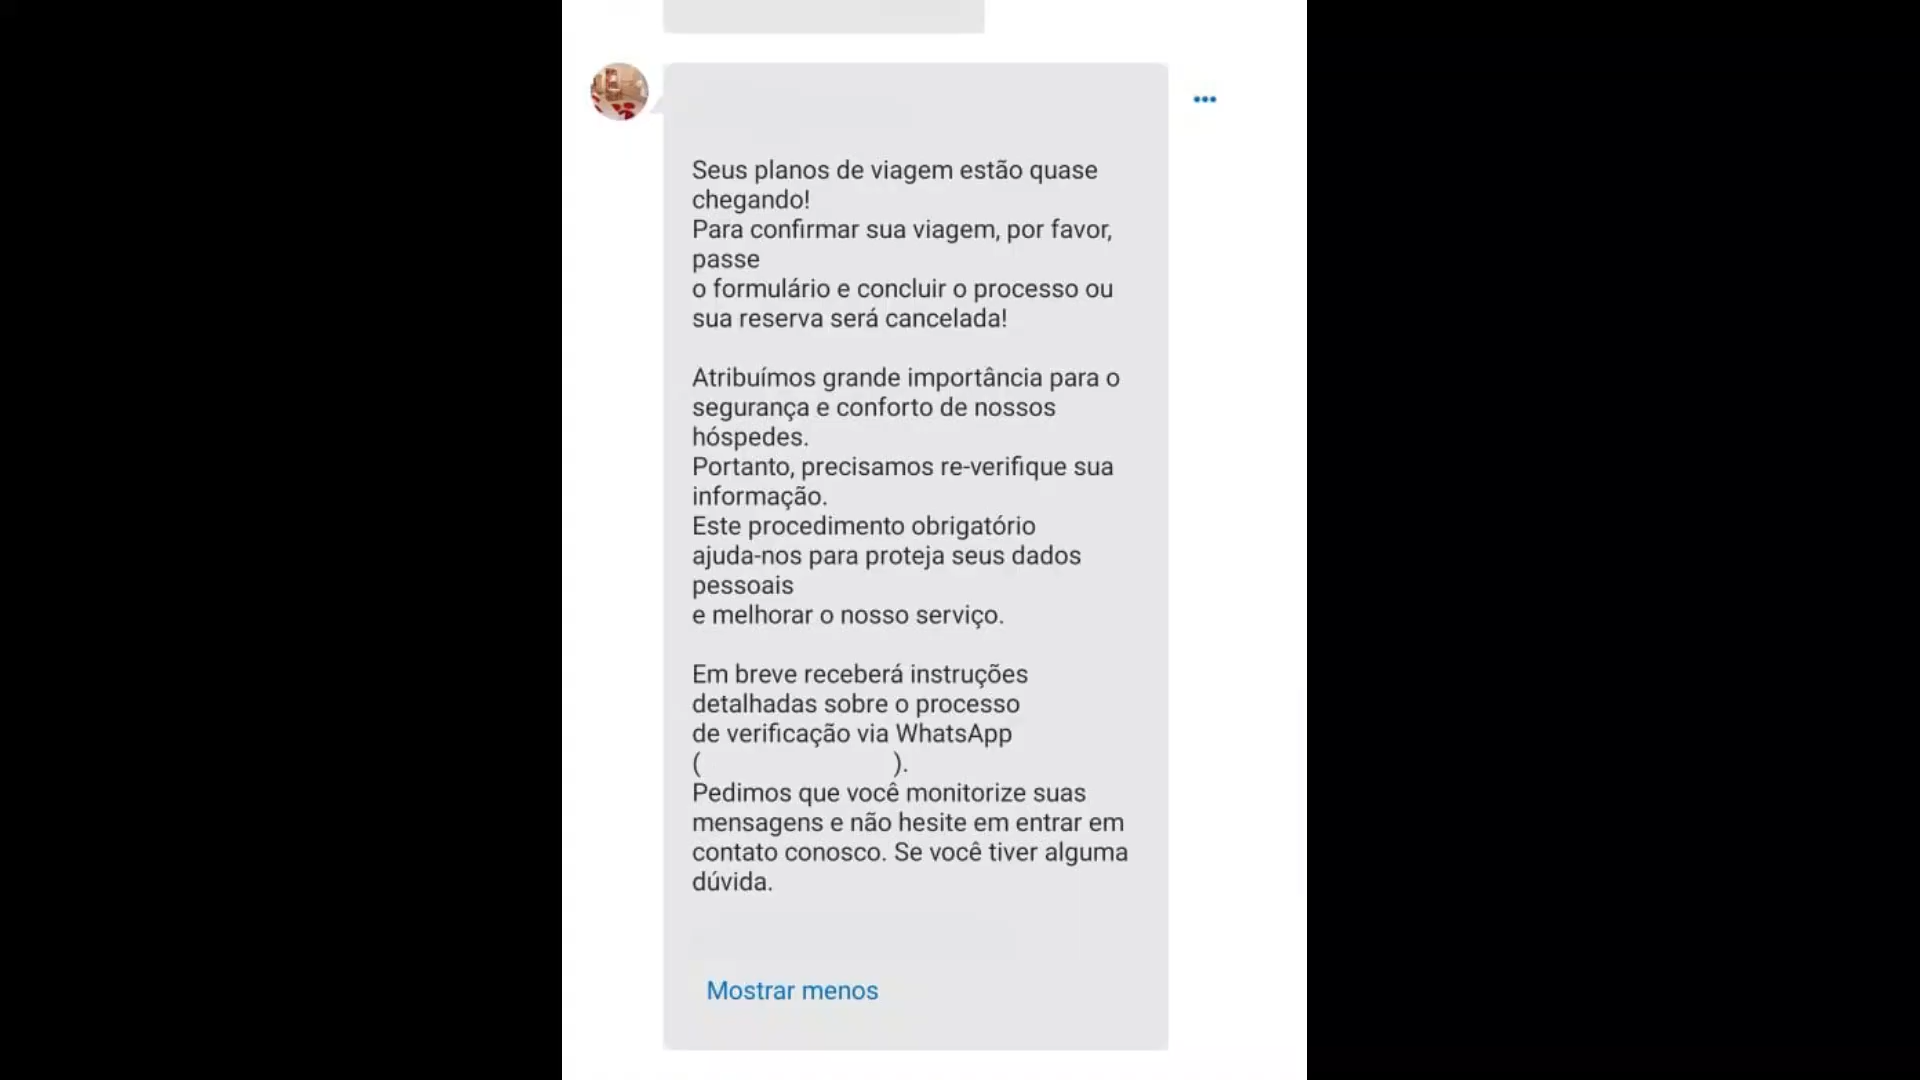 Seus planos de viagem estão quase
chegando!
Para confirmar sua viagem, por favor,
passe
o formulário e concluir o processo ou
sua reserva será cancelada!
Atribuímos grande importância para o
segurança e conforto de nossos
hóspedes.
Portanto, precisamos re-verifique sua
informação.
Este procedimento obrigatório
ajuda-nos para proteja seus dados
pessoais
e melhorar o nosso serviço.
Em breve receberá instruções
detalhadas sobre o processo
de verificação via WhatsApp
( ).
Pedimos que você monitorize suas
mensagens e não hesite em entrar em
contato conosco. Se você tiver alguma
dúvida.
Mostrar menos